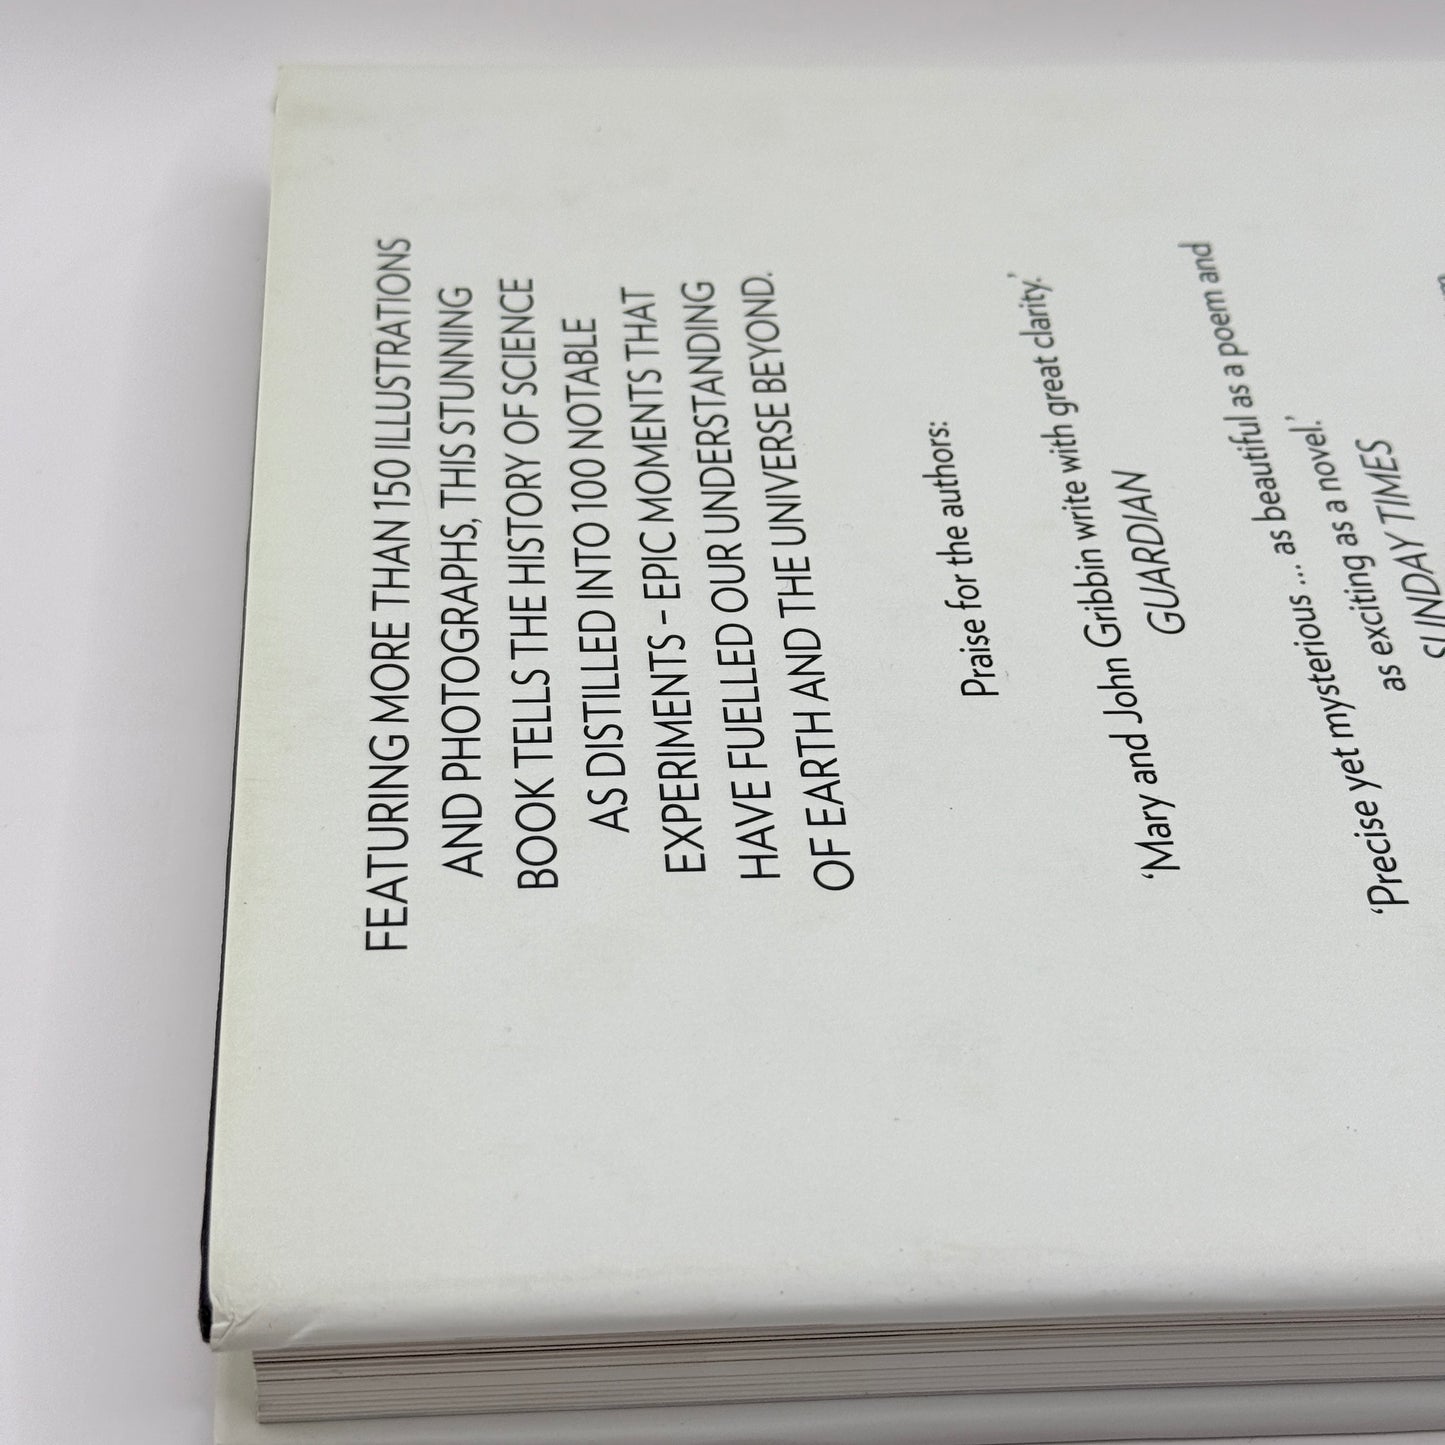 FEATURING MORE THAN 150 ILLUSTRATIONS
AND PHOTOGRAPHS, THIS STUNNING
BOOK TELLS THE HISTORY OF SCIENCE
AS DISTILLED INTO 100 NOTABLE
EXPERIMENTS – EPIC MOMENTS THAT
HAVE FUELLED OUR UNDERSTANDING
OF EARTH AND THE UNIVERSE BEYOND.
Praise for the authors:
‘Mary and John Gribbin write with great clarity.’
GUARDIAN
‘Precise yet mysterious ... as beautiful as a poem and
as exciting as a novel.’
SUNDAY TIMES